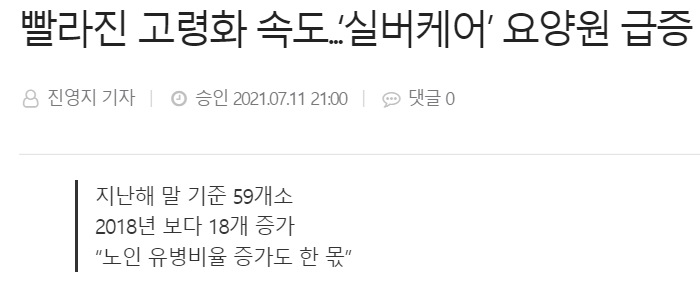 빨라진 고령화 속도..‘실버케어’ 요양원 급증
진영지 기자 | 승인 2021.07.11 21:00 | 댓글 0
지난해 말 기준 59개소
2018년 보다 18개 증가
“노인 유병비율 증가도 한 몫”